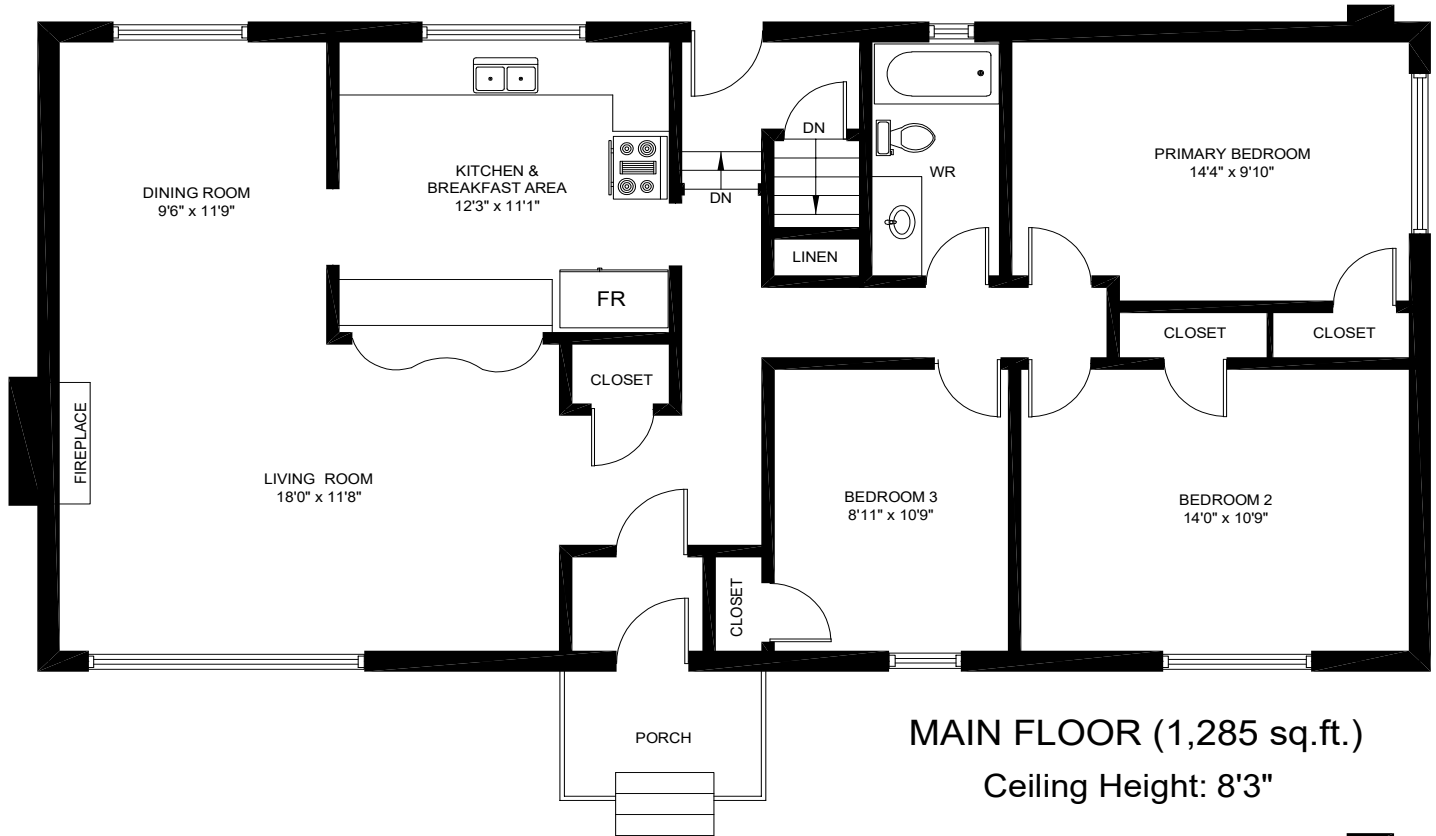 DINING ROOM
9'6" x 11'9"
KITCHEN &
BREAKFAST AREA
12'3" x 11'1"
FR
DN
DN
LINEN
WR
PRIMARY BEDROOM
14'4" x 9'10"
CLOSET
CLOSET
CLOSET
FIREPLACE
LIVING ROOM
18'0" x 11'8"
BEDROOM 3
8'11" x 10'9"
BEDROOM 2
14'0" x 10'9"
CLOSET
PORCH
MAIN FLOOR (1,285 sq.ft.)
Ceiling Height: 8'3"